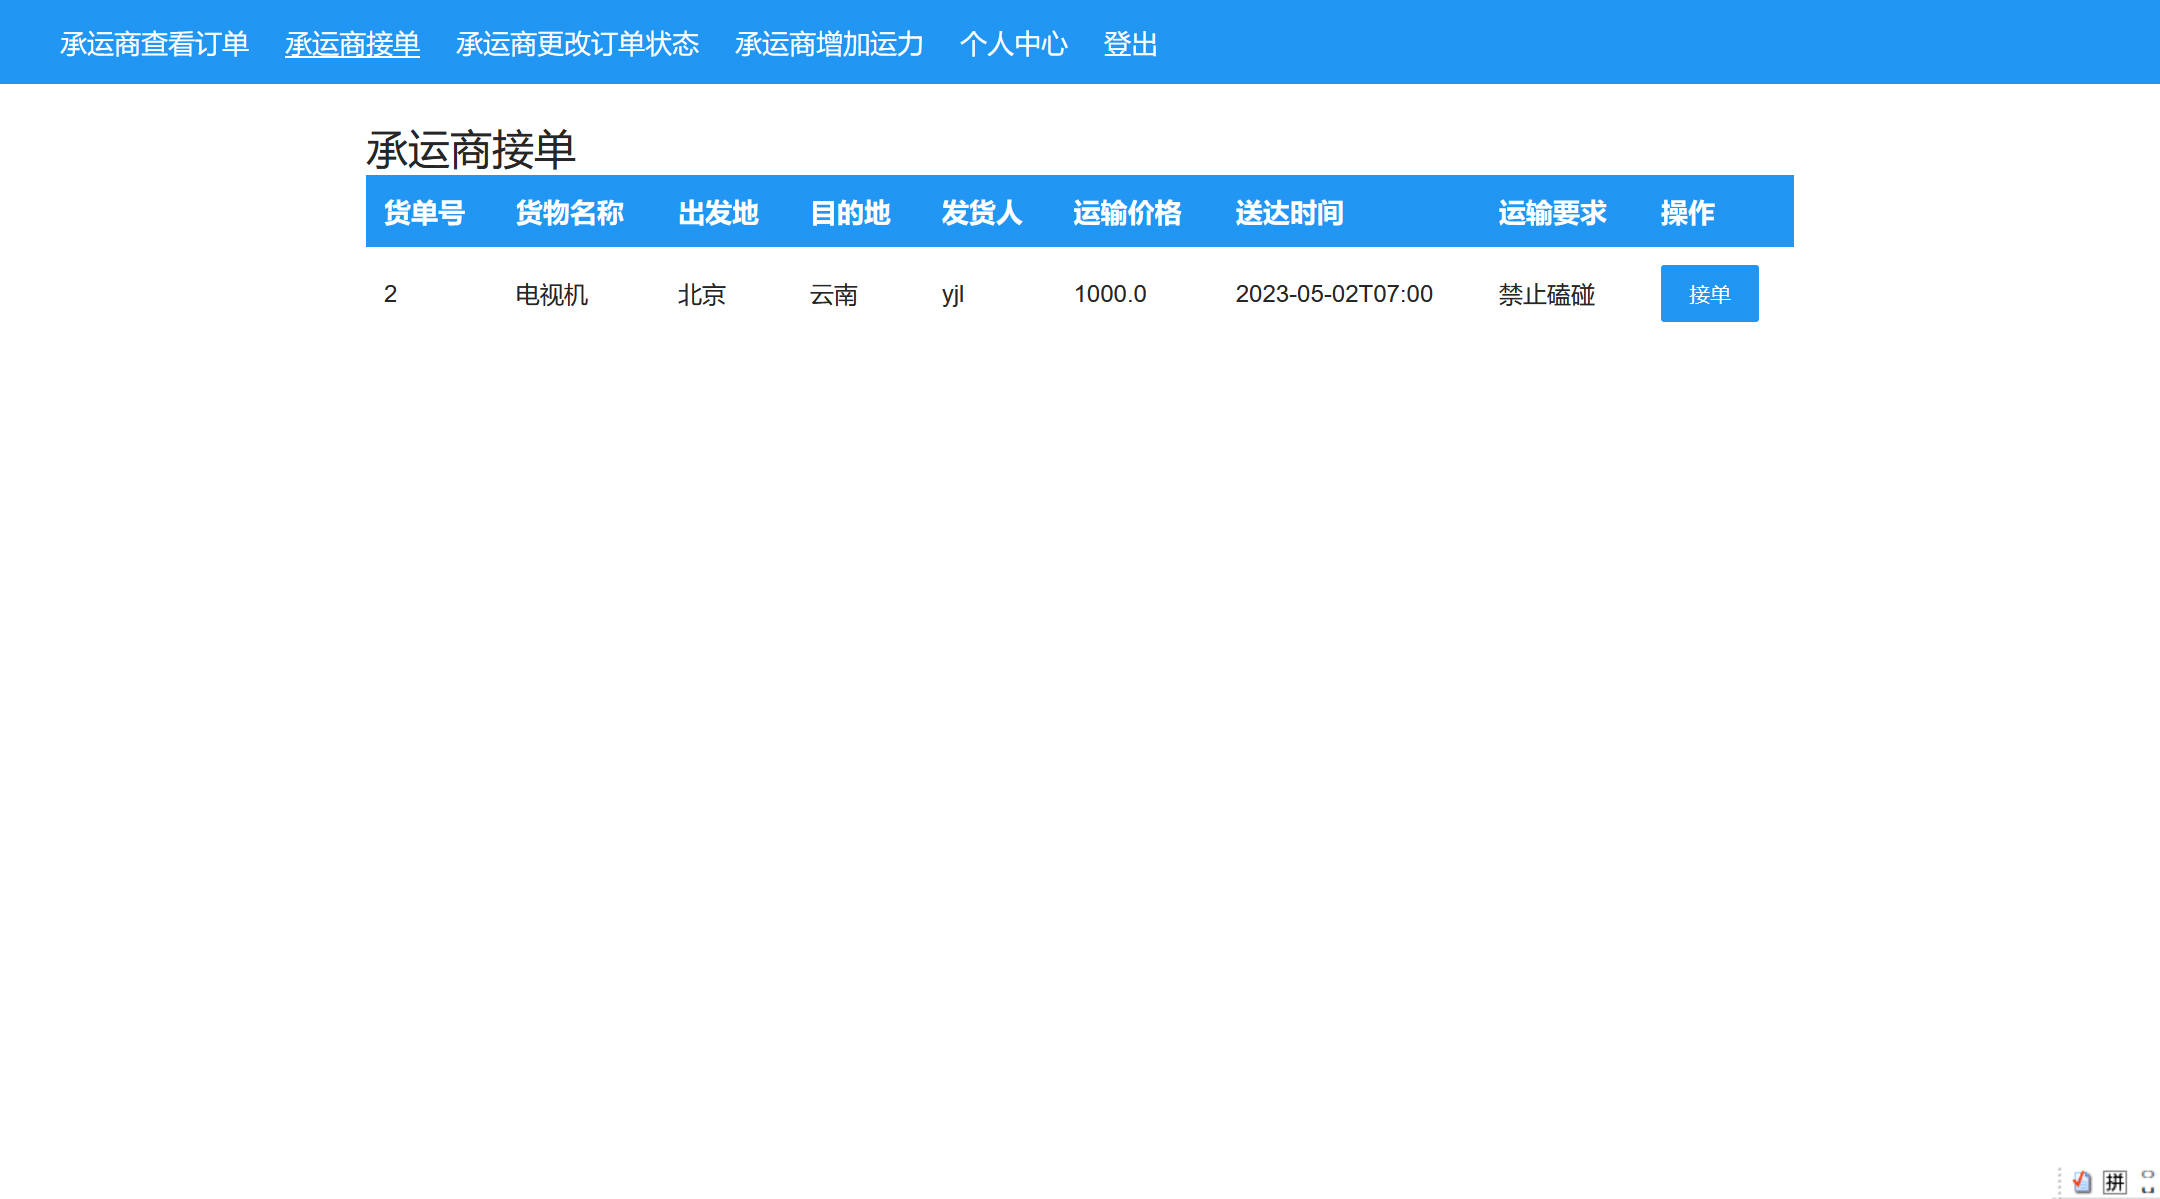 承运商查看订单 承运商接单 承运商更改订单状态 承运商增加运力 个人中心 登出
承运商接单
货单号 货物名称 出发地 目的地 发货人 运输价格 送达时间 运输要求 操作
2 电视机 北京 云南 yjl 1000.0 2023-05-02T07:00 禁止磕碰 接单
拼